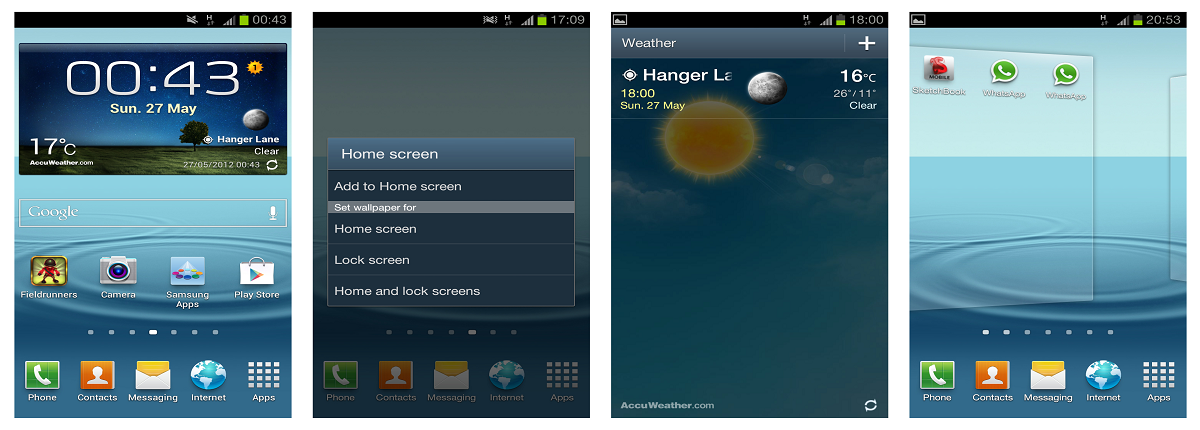 H 00:43
00:43
1
Sun. 27 May
17°C
Hanger Lane
Clear
AccuWeather.com
27/05/2012 00:43
Google
Fieldrunners
Camera
Samsung
Apps
Play Store
Phone
Contacts
Messaging
Internet
Apps
H 17:09
Home screen
Add to Home screen
Set wallpaper for
Home screen
Lock screen
Home and lock screens
Phone
Contacts
Messaging
Internet
Apps
H 18:00
Weather
Hanger La
18:00
Sun. 27 May
16°C
26°/ 11°
Clear
AccuWeather.com
H 20:53
S
MOBILE
SketchBook
WhatsApp
WhatsApp
Phone
Contacts
Messaging
Internet
Apps